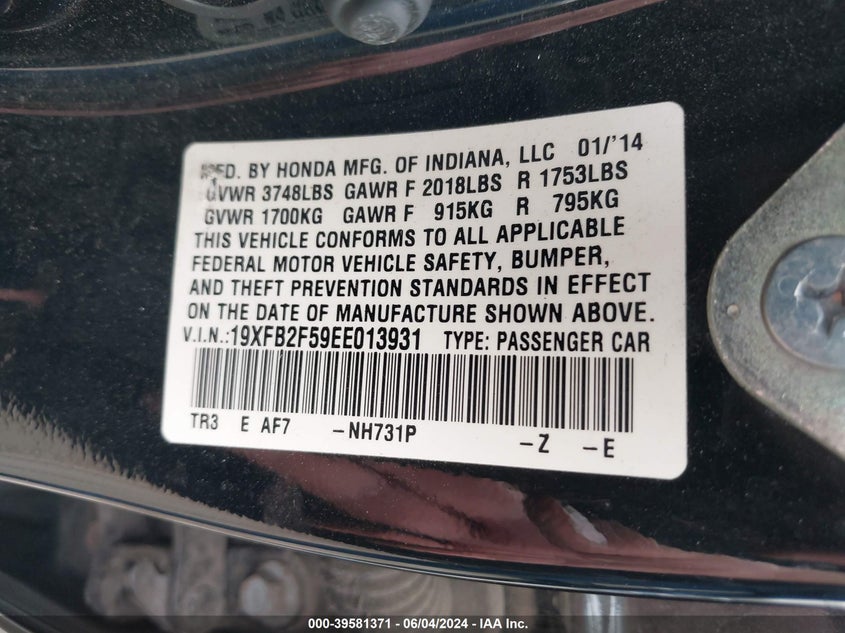 MFD. BY HONDA MFG. OF INDIANA, LLC 01/'14
GVWR 3748LBS GAWR F 2018LBS R 1753LBS
GVWR 1700KG GAWR F 915KG R 795KG
THIS VEHICLE CONFORMS TO ALL APPLICABLE
FEDERAL MOTOR VEHICLE SAFETY, BUMPER,
AND THEFT PREVENTION STANDARDS IN EFFECT
ON THE DATE OF MANUFACTURE SHOWN ABOVE.
V.I.N.:19XFB2F59EE013931 TYPE: PASSENGER CAR
TR3 E AF7 -NH731P -Z -E
000-39581371 - 06/04/2024 - IAA Inc.